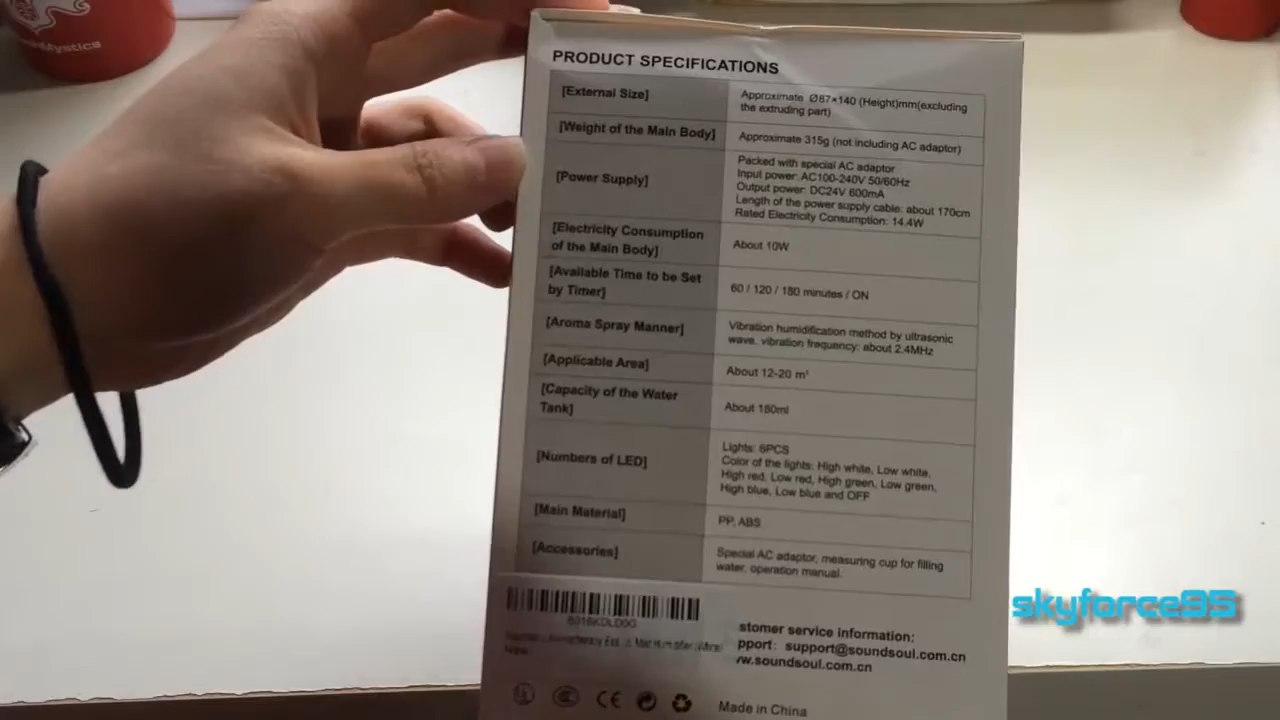 Mystics
PRODUCT SPECIFICATIONS
[External Size]
Approximate Ø87×140 (Height)mm(excluding
the extruding part)
[Weight of the Main Body]
Approximate 315g (not including AC adaptor)
[Power Supply]
Packed with special AC adaptor
Input power: AC100-240V 50/60Hz
Output power: DC24V 600mA
Length of the power supply cable: about 170cm
Rated Electricity Consumption: 14.4W
[Electricity Consumption
of the Main Body]
About 10W
[Available Time to be Set
by Timer]
60 / 120 / 180 minutes / ON
[Aroma Spray Manner]
Vibration humidification method by ultrasonic
wave, vibration frequency: about 2.4MHz
[Applicable Area]
About 12-20 m³
[Capacity of the Water
Tank]
About 180ml
[Numbers of LED]
Lights: 6PCS
Color of the lights: High white, Low white,
High red, Low red, High green, Low green,
High blue, Low blue and OFF
[Main Material]
PP, ABS
[Accessories]
Special AC adaptor, measuring cup for filling
water, operation manual.
skyforce95
stomer service information:
pport: support@soundsoul.com.cn
w.soundsoul.com.cn
Mist Humidifier
New
Made in China